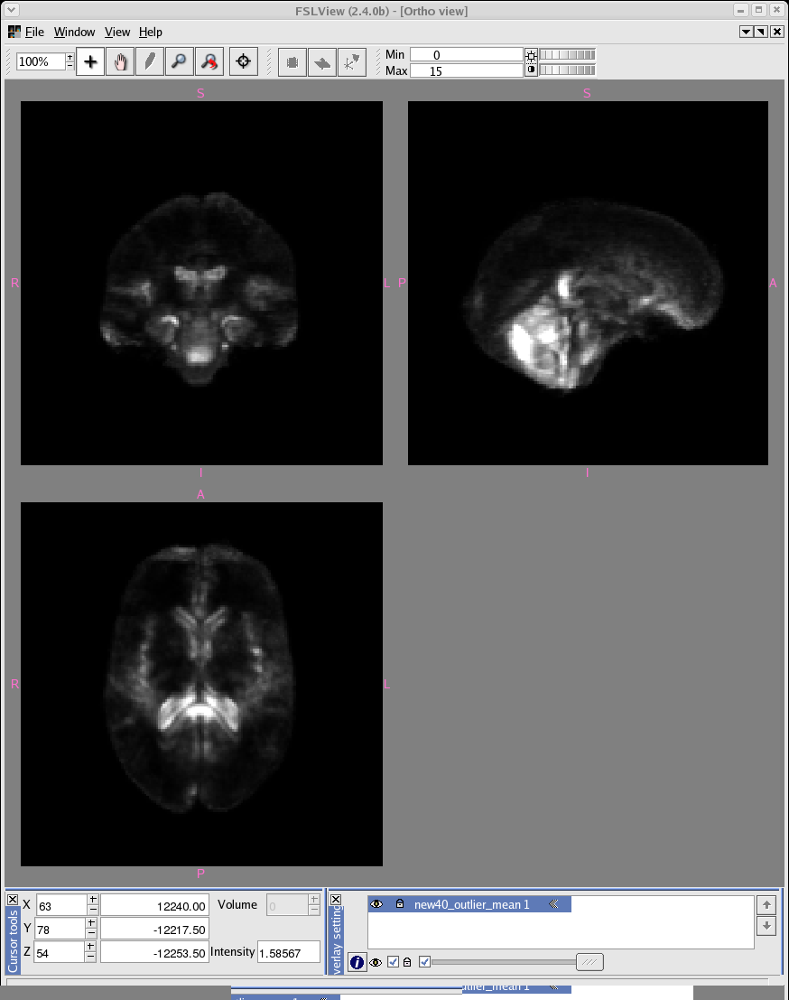 FSLView (2.4.0b) - [Ortho view]
File Window View Help
100%
Min 0
Max 15
S S
R L P A
I I
A
R L
P
Cursor tools
X 63 12240.00 Volume 0
Y 78 -12217.50
Z 54 -12253.50 Intensity 1.58567
verlay setting
new40_outlier_mean 1
utlier_mean 1